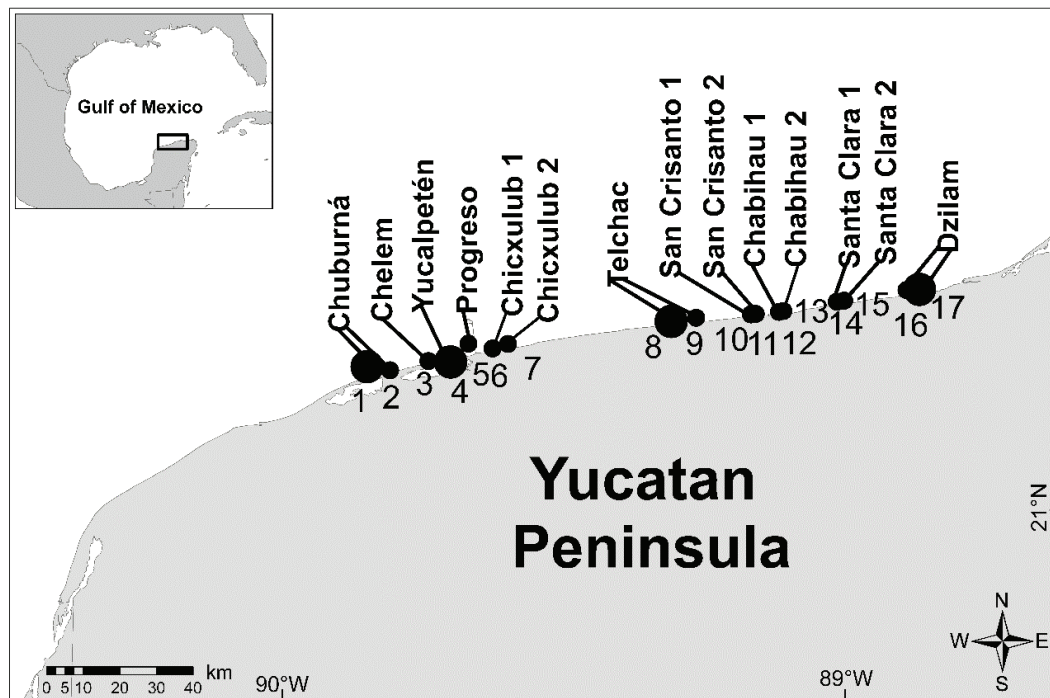 Gulf of Mexico
Chuburná
Chelem
Yucalpetén
Progreso
Chicxulub 1
Chicxulub 2
Telchac
San Crisanto 1
San Crisanto 2
Chabihau 1
Chabihau 2
Santa Clara 1
Santa Clara 2
Dzilam
1
2
3
4
5
6
7
8
9
10
11
12
13
14
15
16
17
Yucatan
Peninsula
21°N
N
W
E
S
km
0 5 10 20 30 40
90°W
89°W